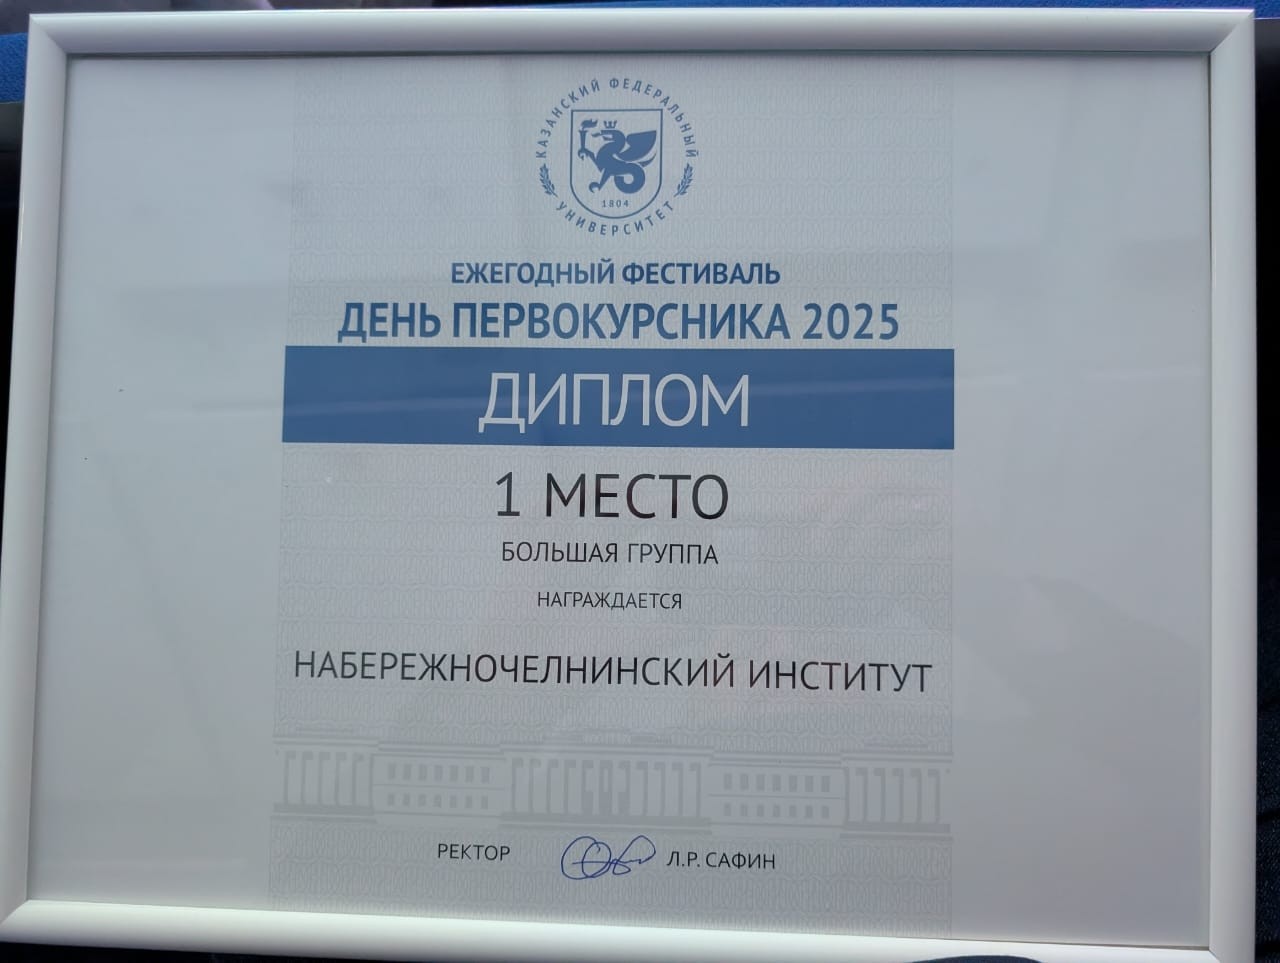 КАЗАНСКИЙ ФЕДЕРАЛЬНЫЙ
УНИВЕРСИТЕТ
1804
ЕЖЕГОДНЫЙ ФЕСТИВАЛЬ
ДЕНЬ ПЕРВОКУРСНИКА 2025
ДИПЛОМ
1 МЕСТО
БОЛЬШАЯ ГРУППА
НАГРАЖДАЕТСЯ
НАБЕРЕЖНОЧЕЛНИНСКИЙ ИНСТИТУТ
РЕКТОР Л.Р. САФИН